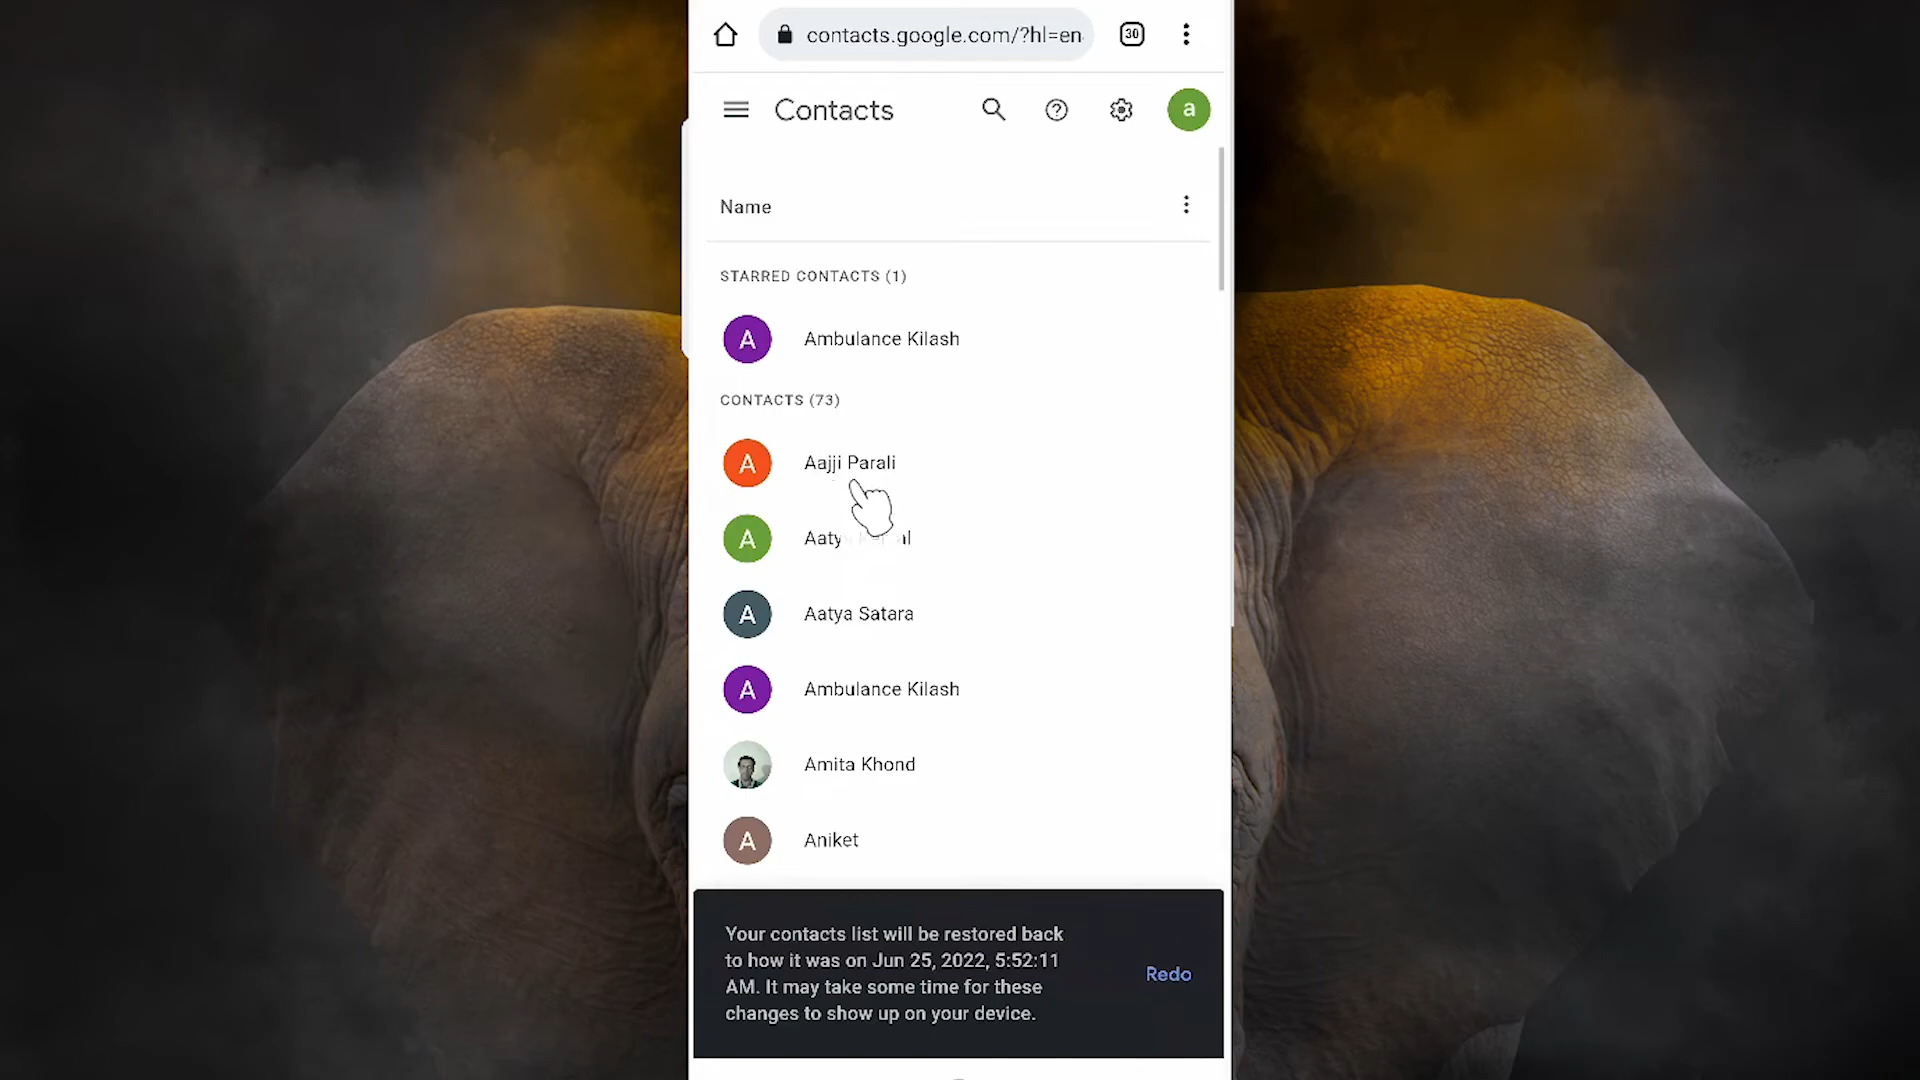 contacts.google.com/?hl=en
30
Contacts
a
Name
STARRED CONTACTS (1)
A
Ambulance Kilash
CONTACTS (73)
A
Aajji Parali
A
A
Aatya Satara
A
Ambulance Kilash
Amita Khond
A
Aniket
Your contacts list will be restored back
to how it was on Jun 25, 2022, 5:52:11
AM. It may take some time for these
changes to show up on your device.
Redo